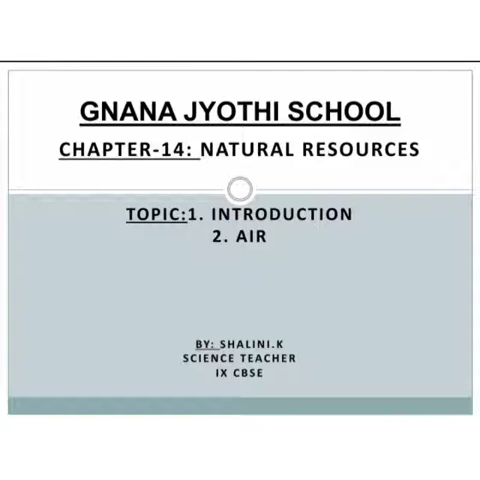 GNANA JYOTHI SCHOOL
CHAPTER-14: NATURAL RESOURCES
TOPIC:1. INTRODUCTION
2. AIR
BY: SHALINI.K
SCIENCE TEACHER
IX CBSE